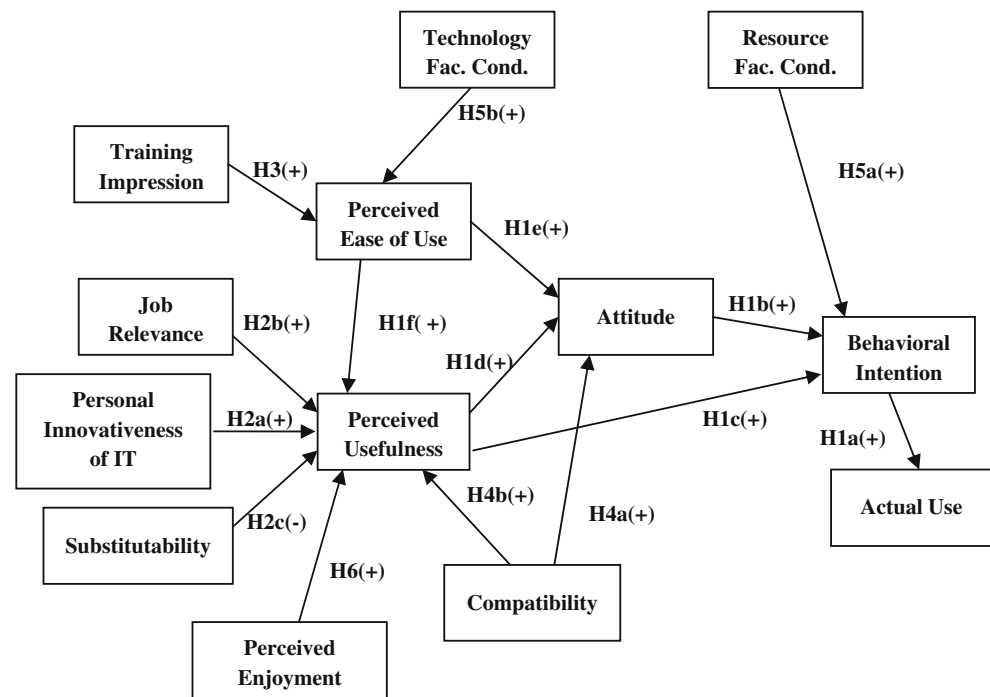 Technology
Fac. Cond.
Resource
Fac. Cond.
H5b(+)
Training
Impression
H3(+)
H5a(+)
Perceived
Ease of Use
H1e(+)
Job
Relevance
H2b(+)
H1f( +)
Attitude
H1b(+)
Behavioral
Intention
H1d(+)
Personal
Innovativeness
of IT
H2a(+)
Perceived
Usefulness
H1c(+)
H1a(+)
Substitutability
H2c(-)
H4b(+)
H4a(+)
Actual Use
H6(+)
Compatibility
Perceived
Enjoyment